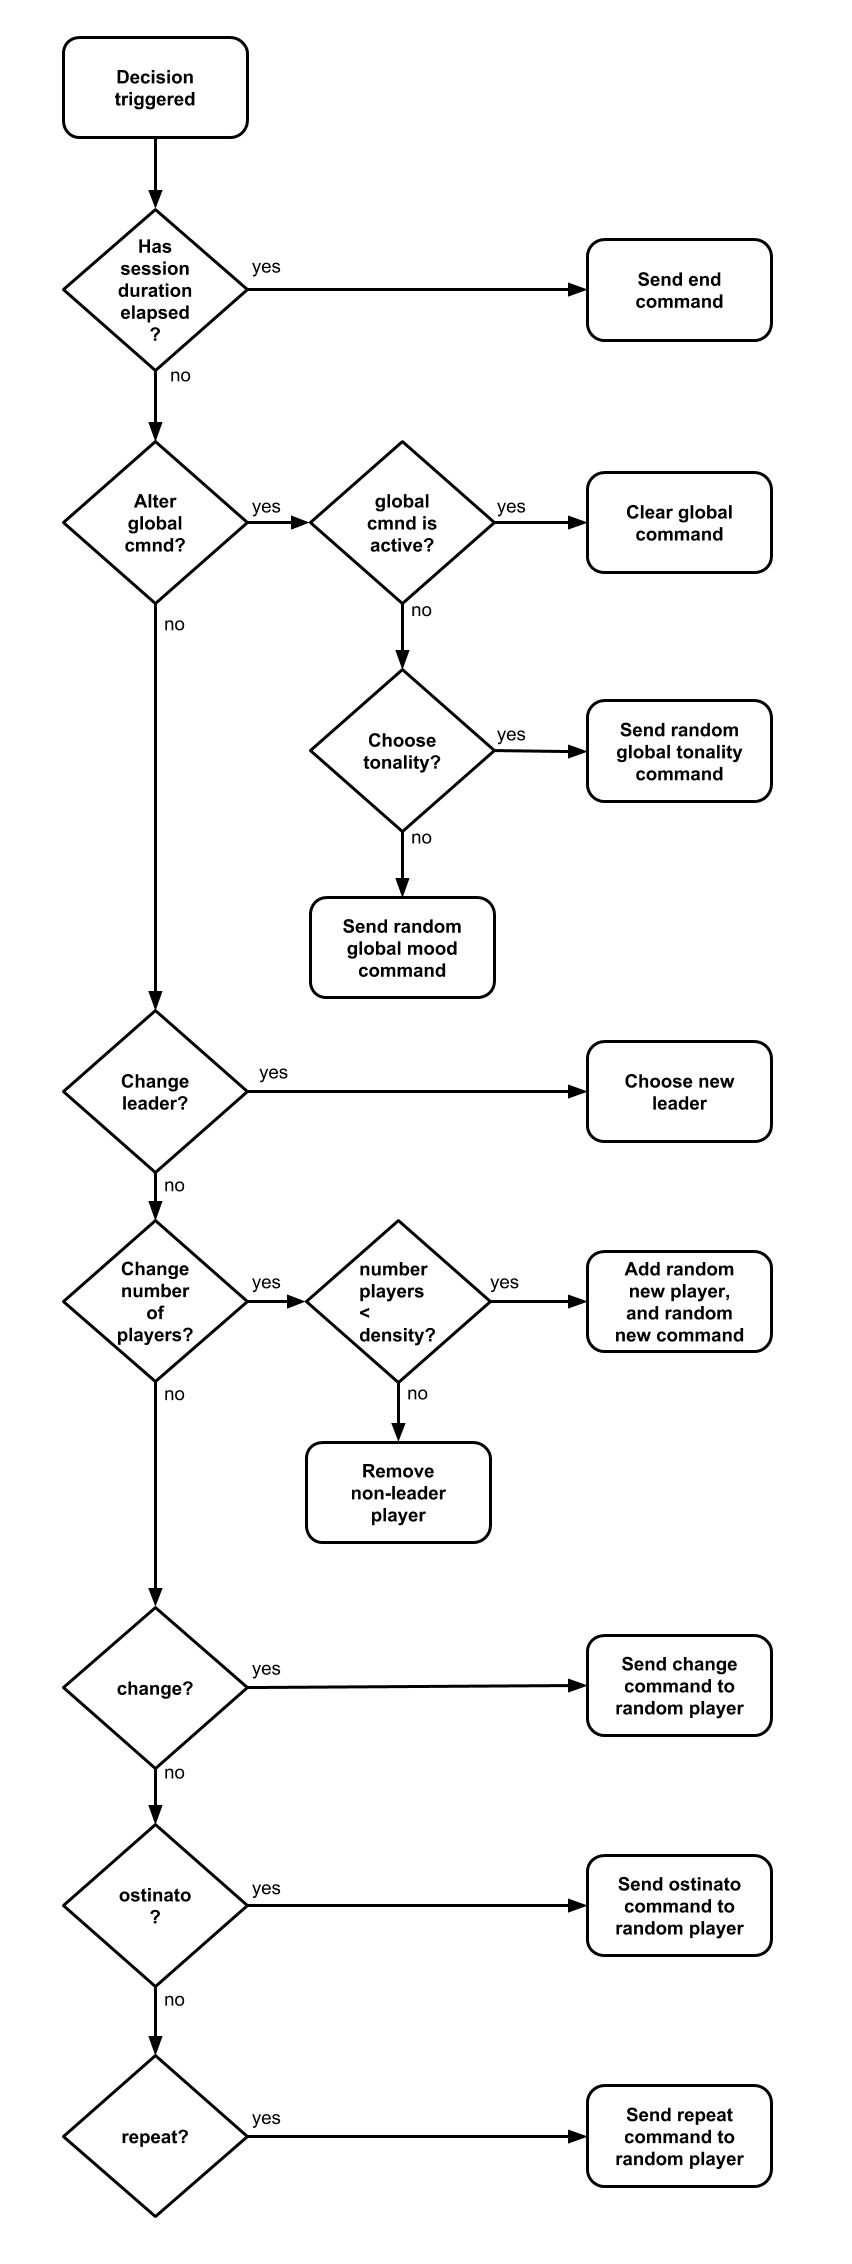 Decision
triggered
Has
session
duration
elapsed
?
yes
Send end
command
no
Alter
global
cmnd?
yes
global
cmnd is
active?
yes
Clear global
command
no
no
Choose
tonality?
yes
Send random
global tonality
command
no
Send random
global mood
command
Change
leader?
yes
Choose new
leader
no
Change
number
of
players?
yes
number
players
<
density?
yes
Add random
new player,
and random
new command
no
no
Remove
non-leader
player
change?
yes
Send change
command to
random player
no
ostinato
?
yes
Send ostinato
command to
random player
no
repeat?
yes
Send repeat
command to
random player